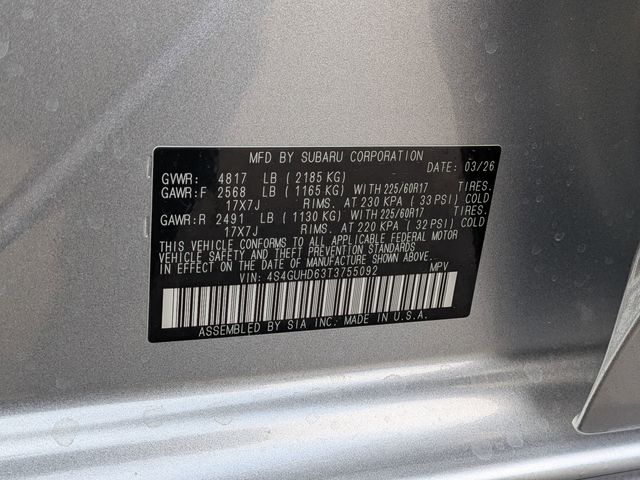 MFD BY SUBARU CORPORATION
DATE: 03/26
GVWR: 4817 LB (2185 KG)
GAWR:F 2568 LB (1165 KG) WITH 225/60R17 TIRES.
17X7J RIMS. AT 230 KPA (33 PSI) COLD
GAWR:R 2491 LB (1130 KG) WITH 225/60R17 TIRES.
17X7J RIMS. AT 220 KPA (32 PSI) COLD
THIS VEHICLE CONFORMS TO ALL APPLICABLE FEDERAL MOTOR
VEHICLE SAFETY AND THEFT PREVENTION STANDARDS
IN EFFECT ON THE DATE OF MANUFACTURE SHOWN ABOVE.
VIN: 4S4GUHD63T3755092 MPV
ASSEMBLED BY SIA INC: MADE IN U.S.A.